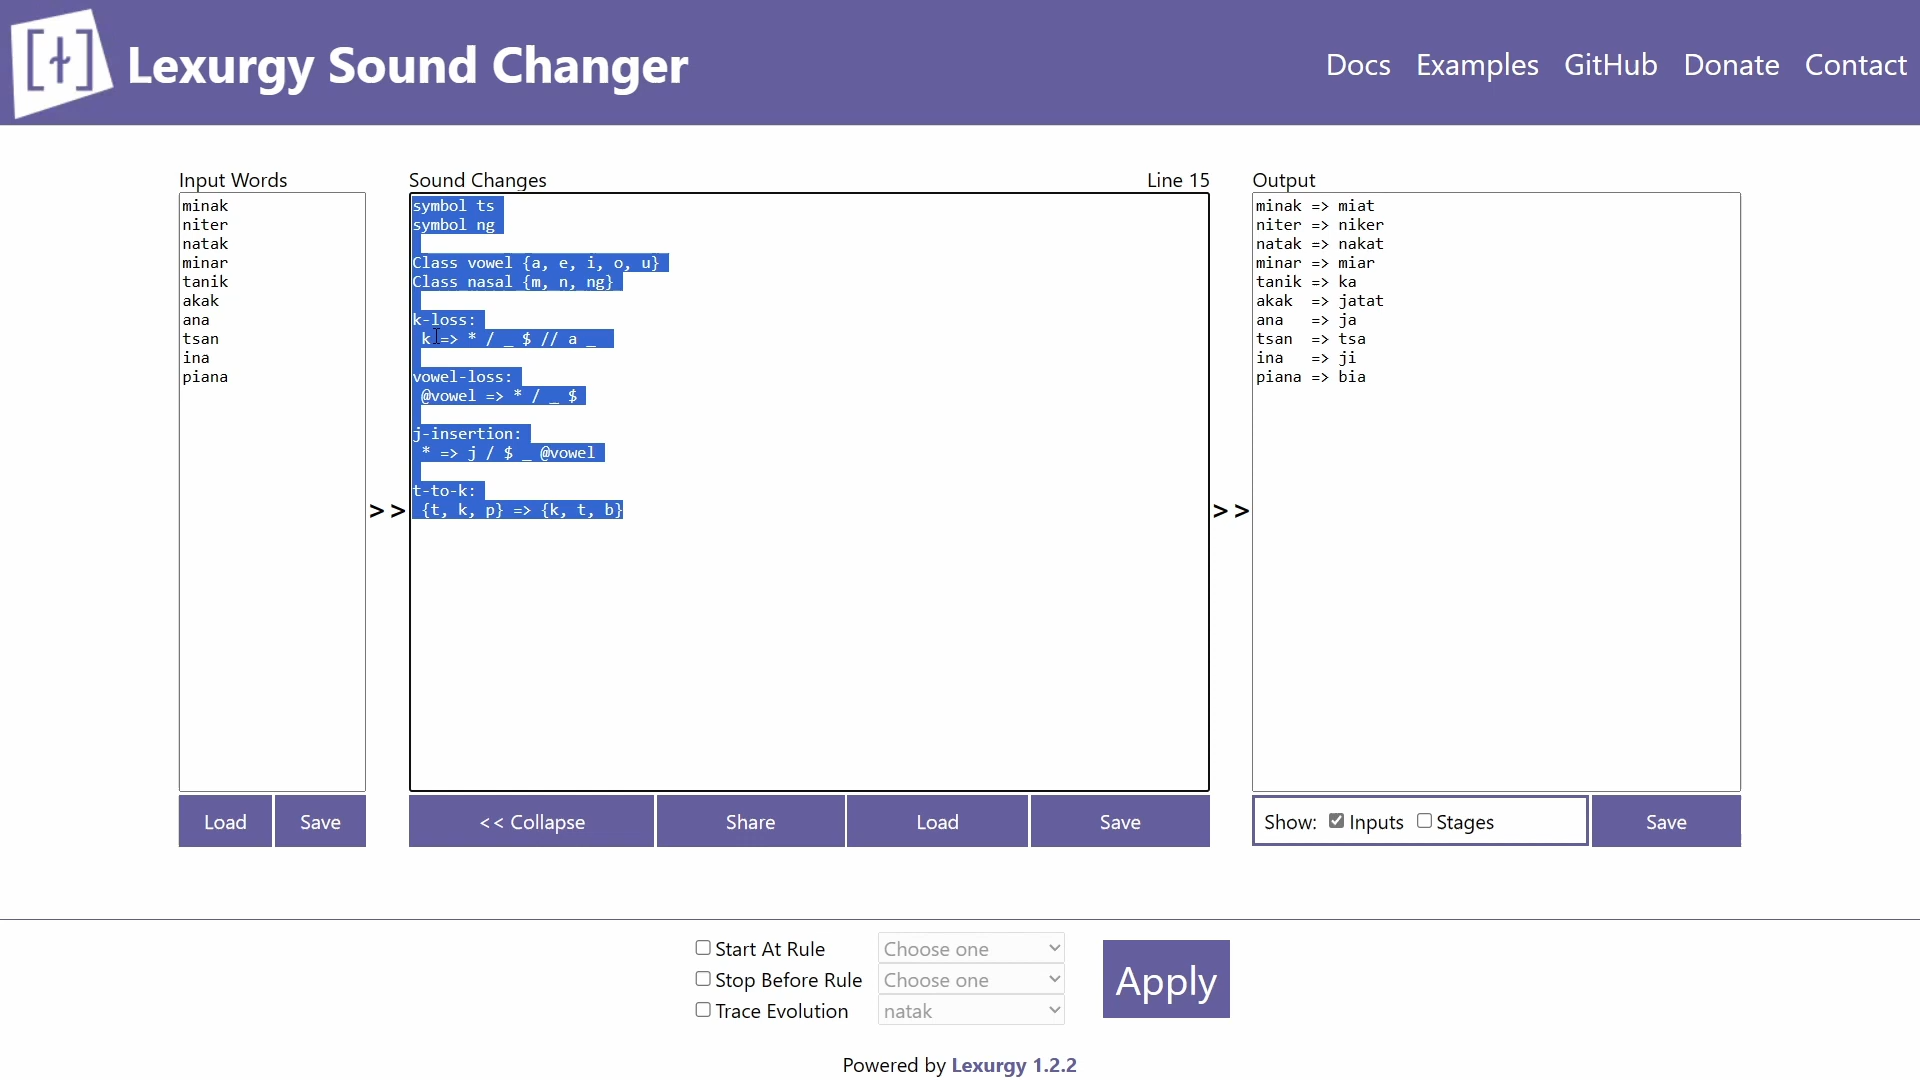 [ɬ] Lexurgy Sound Changer
Docs Examples GitHub Donate Contact
Input Words
minak
niter
natak
minar
tanik
akak
ana
tsan
ina
piana
Load Save
>>
Sound Changes Line 15
symbol ts
symbol ng
Class vowel {a, e, i, o, u}
Class nasal {m, n, ng}
k-loss:
k => * / _ $ // a _
vowel-loss:
@vowel => * / _ $
j-insertion:
* => j / $ _ @vowel
t-to-k:
{t, k, p} => {k, t, b}
<< Collapse Share Load Save
>>
Output
minak => miat
niter => niker
natak => nakat
minar => miar
tanik => ka
akak => jatat
ana => ja
tsan => tsa
ina => ji
piana => bia
Show: Inputs Stages Save
Start At Rule Choose one
Stop Before Rule Choose one
Trace Evolution natak
Apply
Powered by Lexurgy 1.2.2